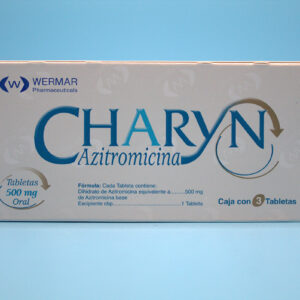 WERMAR
Pharmaceuticals
CHARYN
Azitromicina
Tabletas
500 mg
Oral
Fórmula: Cada Tableta contiene:
Dihidrato de Azitromicina equivalente a..........500 mg
de Azitromicina base
Excipiente cbp...............................1 Tableta
Caja con 3 Tabletas